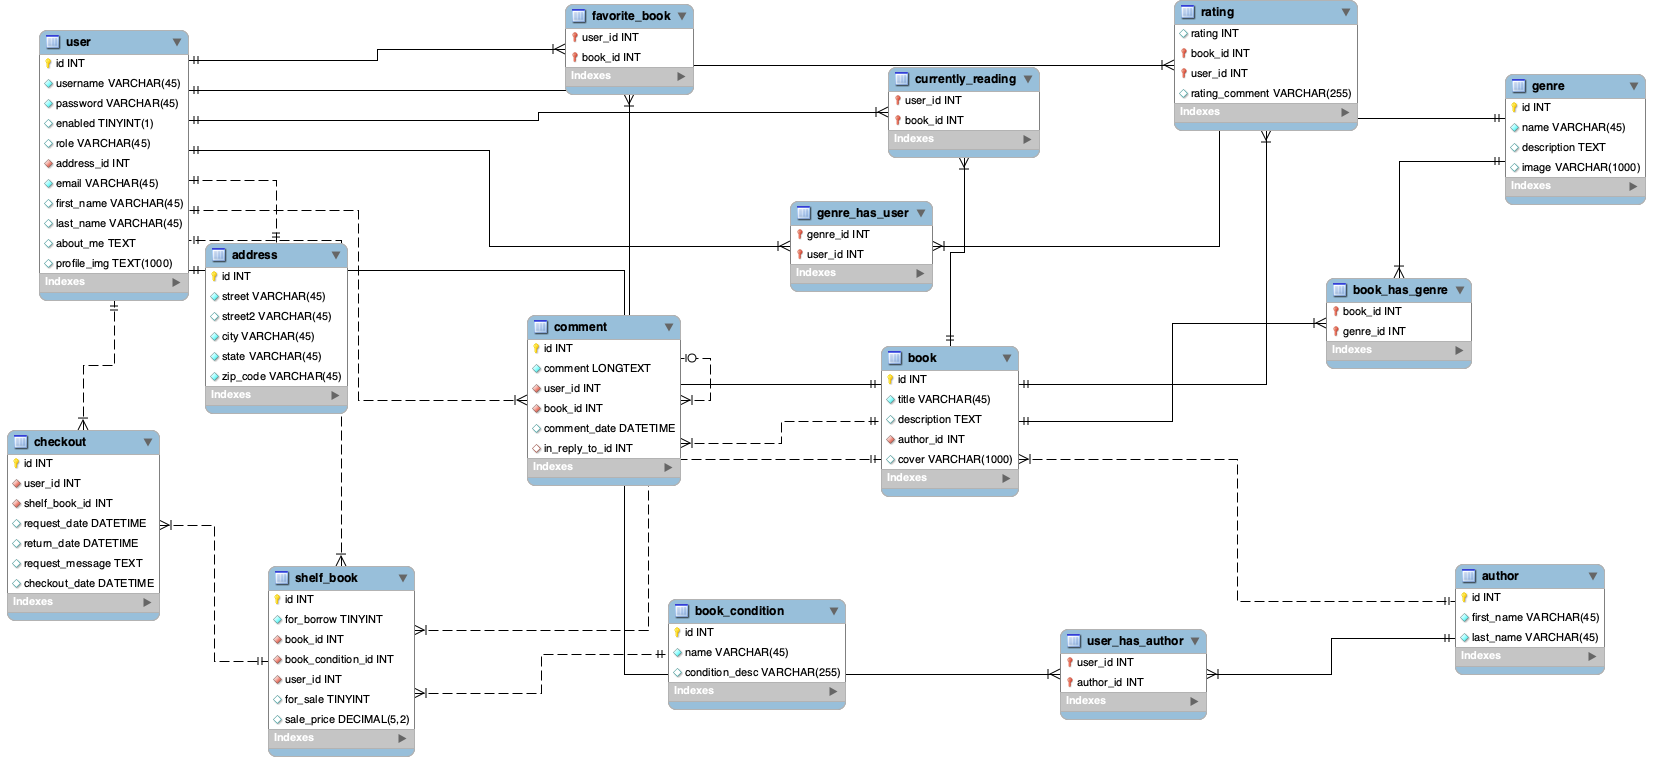 user
id INT
username VARCHAR(45)
password VARCHAR(45)
enabled TINYINT(1)
role VARCHAR(45)
address_id INT
email VARCHAR(45)
first_name VARCHAR(45)
last_name VARCHAR(45)
about_me TEXT
profile_img TEXT(1000)
Indexes
favorite_book
user_id INT
book_id INT
Indexes
currently_reading
user_id INT
book_id INT
Indexes
rating
rating INT
book_id INT
user_id INT
rating_comment VARCHAR(255)
Indexes
genre
id INT
name VARCHAR(45)
description TEXT
image VARCHAR(1000)
Indexes
genre_has_user
genre_id INT
user_id INT
Indexes
address
id INT
street VARCHAR(45)
street2 VARCHAR(45)
city VARCHAR(45)
state VARCHAR(45)
zip_code VARCHAR(45)
Indexes
book_has_genre
book_id INT
genre_id INT
Indexes
comment
id INT
comment LONGTEXT
user_id INT
book_id INT
comment_date DATETIME
in_reply_to_id INT
Indexes
book
id INT
title VARCHAR(45)
description TEXT
author_id INT
cover VARCHAR(1000)
Indexes
checkout
id INT
user_id INT
shelf_book_id INT
request_date DATETIME
return_date DATETIME
request_message TEXT
checkout_date DATETIME
Indexes
shelf_book
id INT
for_borrow TINYINT
book_id INT
book_condition_id INT
user_id INT
for_sale TINYINT
sale_price DECIMAL(5,2)
Indexes
book_condition
id INT
name VARCHAR(45)
condition_desc VARCHAR(255)
Indexes
user_has_author
user_id INT
author_id INT
Indexes
author
id INT
first_name VARCHAR(45)
last_name VARCHAR(45)
Indexes